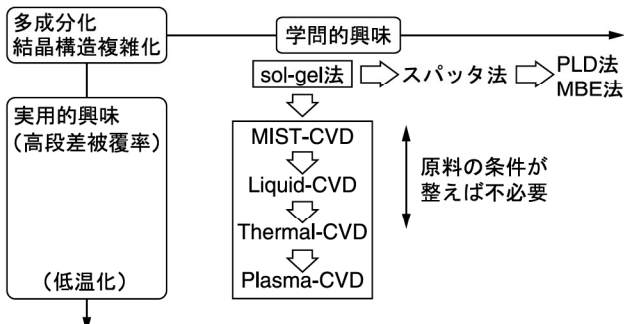 多成分化
結晶構造複雑化
学問的興味
sol-gel法
スパッタ法
PLD法
MBE法
実用的興味
(高段差被覆率)
MIST-CVD
Liquid-CVD
Thermal-CVD
Plasma-CVD
原料の条件が
整えば不必要
(低温化)